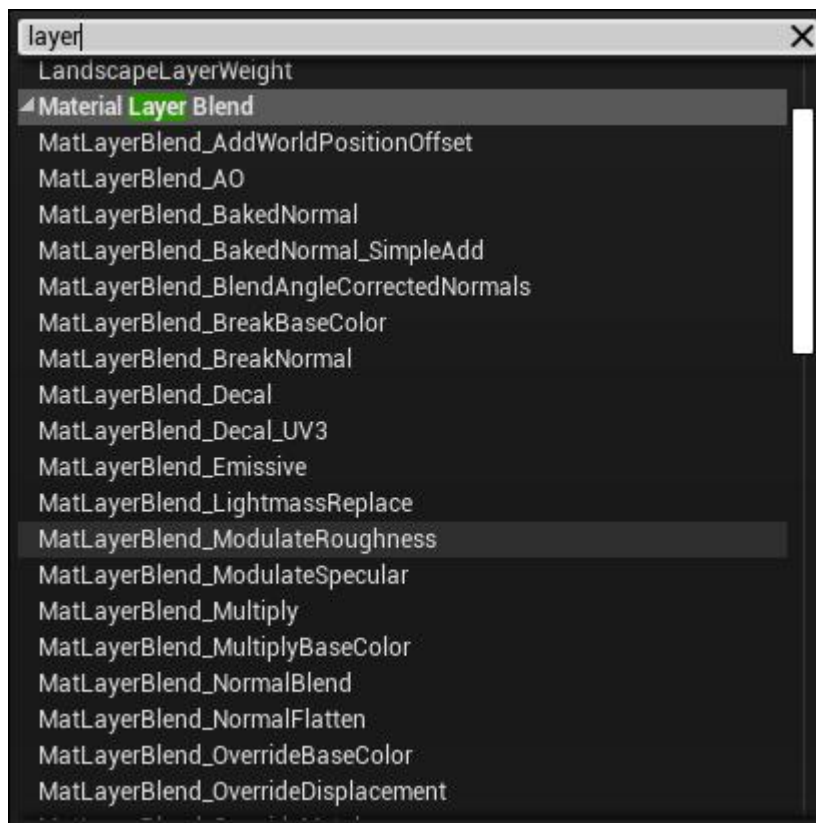 layer
LandscapeLayerWeight
Material Layer Blend
MatLayerBlend_AddWorldPositionOffset
MatLayerBlend_AO
MatLayerBlend_BakedNormal
MatLayerBlend_BakedNormal_SimpleAdd
MatLayerBlend_BlendAngleCorrectedNormals
MatLayerBlend_BreakBaseColor
MatLayerBlend_BreakNormal
MatLayerBlend_Decal
MatLayerBlend_Decal_UV3
MatLayerBlend_Emissive
MatLayerBlend_LightmassReplace
MatLayerBlend_ModulateRoughness
MatLayerBlend_ModulateSpecular
MatLayerBlend_Multiply
MatLayerBlend_MultiplyBaseColor
MatLayerBlend_NormalBlend
MatLayerBlend_NormalFlatten
MatLayerBlend_OverrideBaseColor
MatLayerBlend_OverrideDisplacement